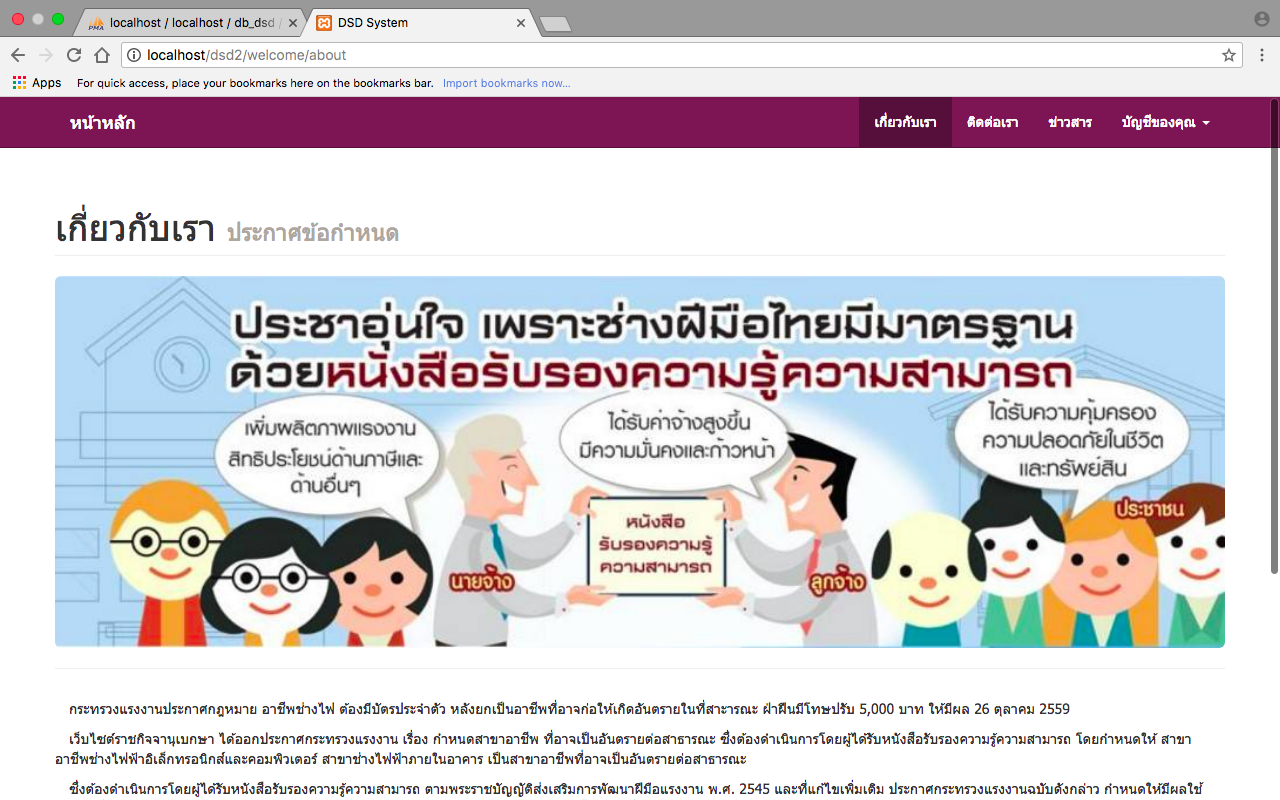 localhost / localhost / db_dsd /
DSD System
localhost/dsd2/welcome/about
Apps For quick access, place your bookmarks here on the bookmarks bar. Import bookmarks now...
หน้าหลัก เกี่ยวกับเรา ติดต่อเรา ข่าวสาร บัญชีของคุณ
เกี่ยวกับเรา ประกาศข้อกำหนด
ประชาอุ่นใจ เพราะช่างฝีมือไทยมีมาตรฐาน
ด้วยหนังสือรับรองความรู้ความสามารถ
เพิ่มผลิตภาพแรงงาน
สิทธิประโยชน์ด้านภาษีและ
ด้านอื่นๆ
ได้รับค่าจ้างสูงขึ้น
มีความมั่นคงและก้าวหน้า
ได้รับความคุ้มครอง
ความปลอดภัยในชีวิต
และทรัพย์สิน
ประชาชน
หนังสือ
รับรองความรู้
ความสามารถ
นายจ้าง
ลูกจ้าง
กระทรวงแรงงานประกาศกฎหมาย อาชีพช่างไฟ ต้องมีบัตรประจำตัว หลังยกเป็นอาชีพที่อาจก่อให้เกิดอันตรายในที่สาะารณะ ฝ่าฝืนมีโทษปรับ 5,000 บาท ให้มีผล 26 ตุลาคม 2559
เว็บไซต์ราชกิจจานุเบกษา ได้ออกประกาศกระทรวงแรงงาน เรื่อง กำหนดสาขาอาชีพ ที่อาจเป็นอันตรายต่อสาธารณะ ซึ่งต้องดำเนินการโดยผู้ได้รับหนังสือรับรองความรู้ความสามารถ โดยกำหนดให้ สาขา
อาชีพช่างไฟฟ้าอิเล็กทรอนิกส์และคอมพิวเตอร์ สาขาช่างไฟฟ้าภายในอาคาร เป็นสาขาอาชีพที่อาจเป็นอันตรายต่อสาธารณะ
ซึ่งต้องดำเนินการโดยผู้ได้รับหนังสือรับรองความรู้ความสามารถ ตามพระราชบัญญัติส่งเสริมการพัฒนาฝีมือแรงงาน พ.ศ. 2545 และที่แก้ไขเพิ่มเติม ประกาศกระทรวงแรงงานฉบับดังกล่าว กำหนดให้มีผลใช้